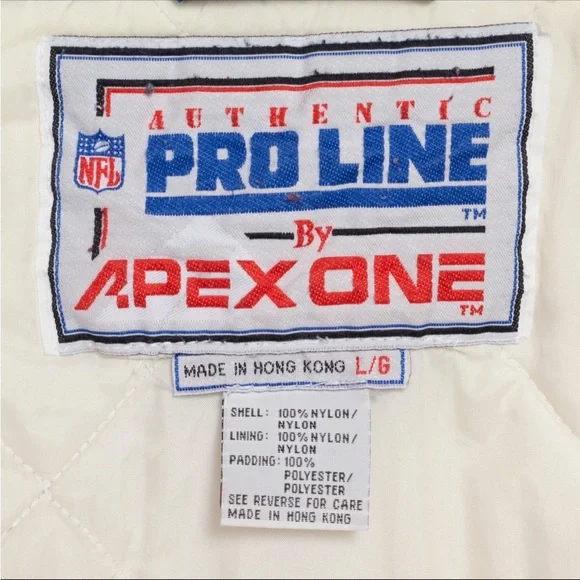 AUTHENTIC
NFL
PRO LINE
TM
By
APEX ONE
TM
MADE IN HONG KONG L/G
SHELL: 100% NYLON/
NYLON
LINING: 100% NYLON/
NYLON
PADDING: 100%
POLYESTER/
POLYESTER
SEE REVERSE FOR CARE
MADE IN HONG KONG